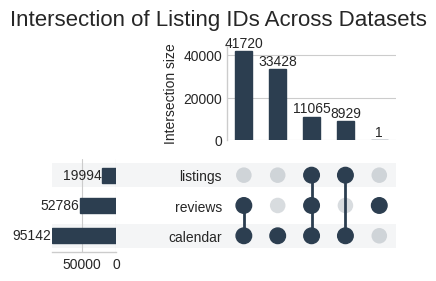 Intersection of Listing IDs Across Datasets
41720
33428
11065
8929
1
40000
20000
0
Intersection size
19994
listings
52786
reviews
95142
calendar
50000 0